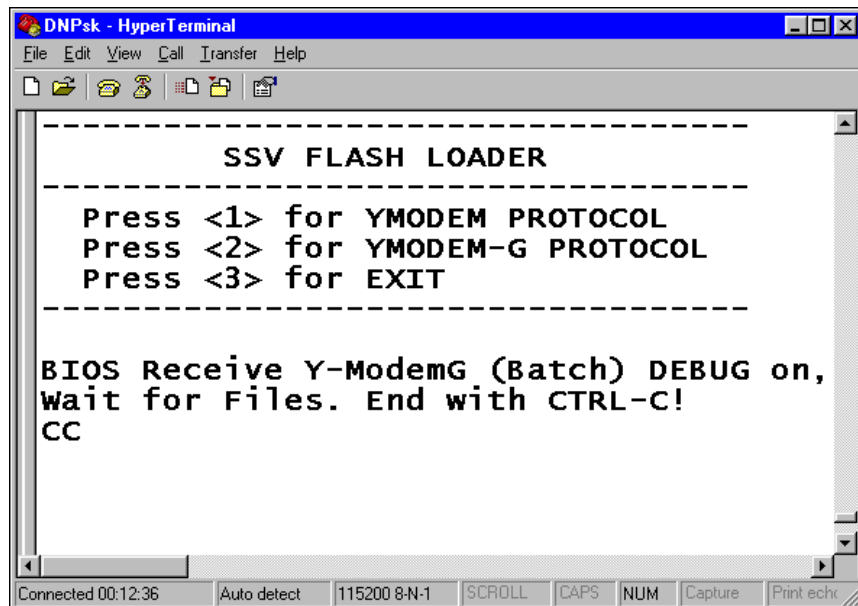 DNPsk - HyperTerminal
File Edit View Call Transfer Help
------------------------------------
SSV FLASH LOADER
------------------------------------
Press <1> for YMODEM PROTOCOL
Press <2> for YMODEM-G PROTOCOL
Press <3> for EXIT
------------------------------------
BIOS Receive Y-ModemG (Batch) DEBUG on,
Wait for Files. End with CTRL-C!
CC
Connected 00:12:36 Auto detect 115200 8-N-1 SCROLL CAPS NUM Capture Print